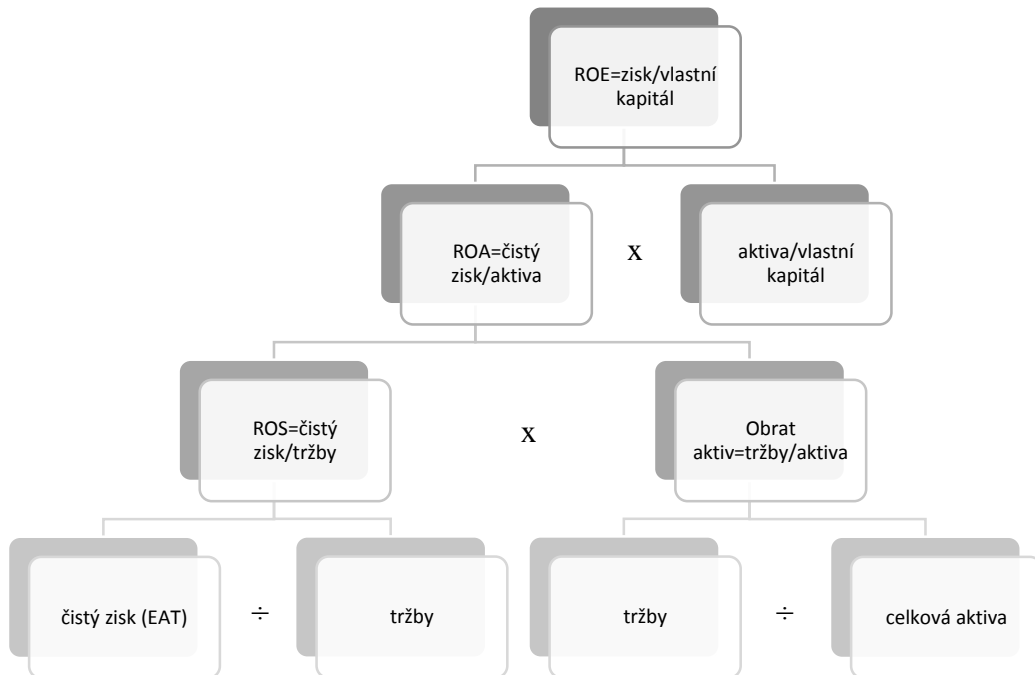 ROE=zisk/vlastní
kapitál
ROA=čistý
zisk/aktiva
x
aktiva/vlastní
kapitál
ROS=čistý
zisk/tržby
x
Obrat
aktiv=tržby/aktiva
čistý zisk (EAT)
÷
tržby
tržby
÷
celková aktiva